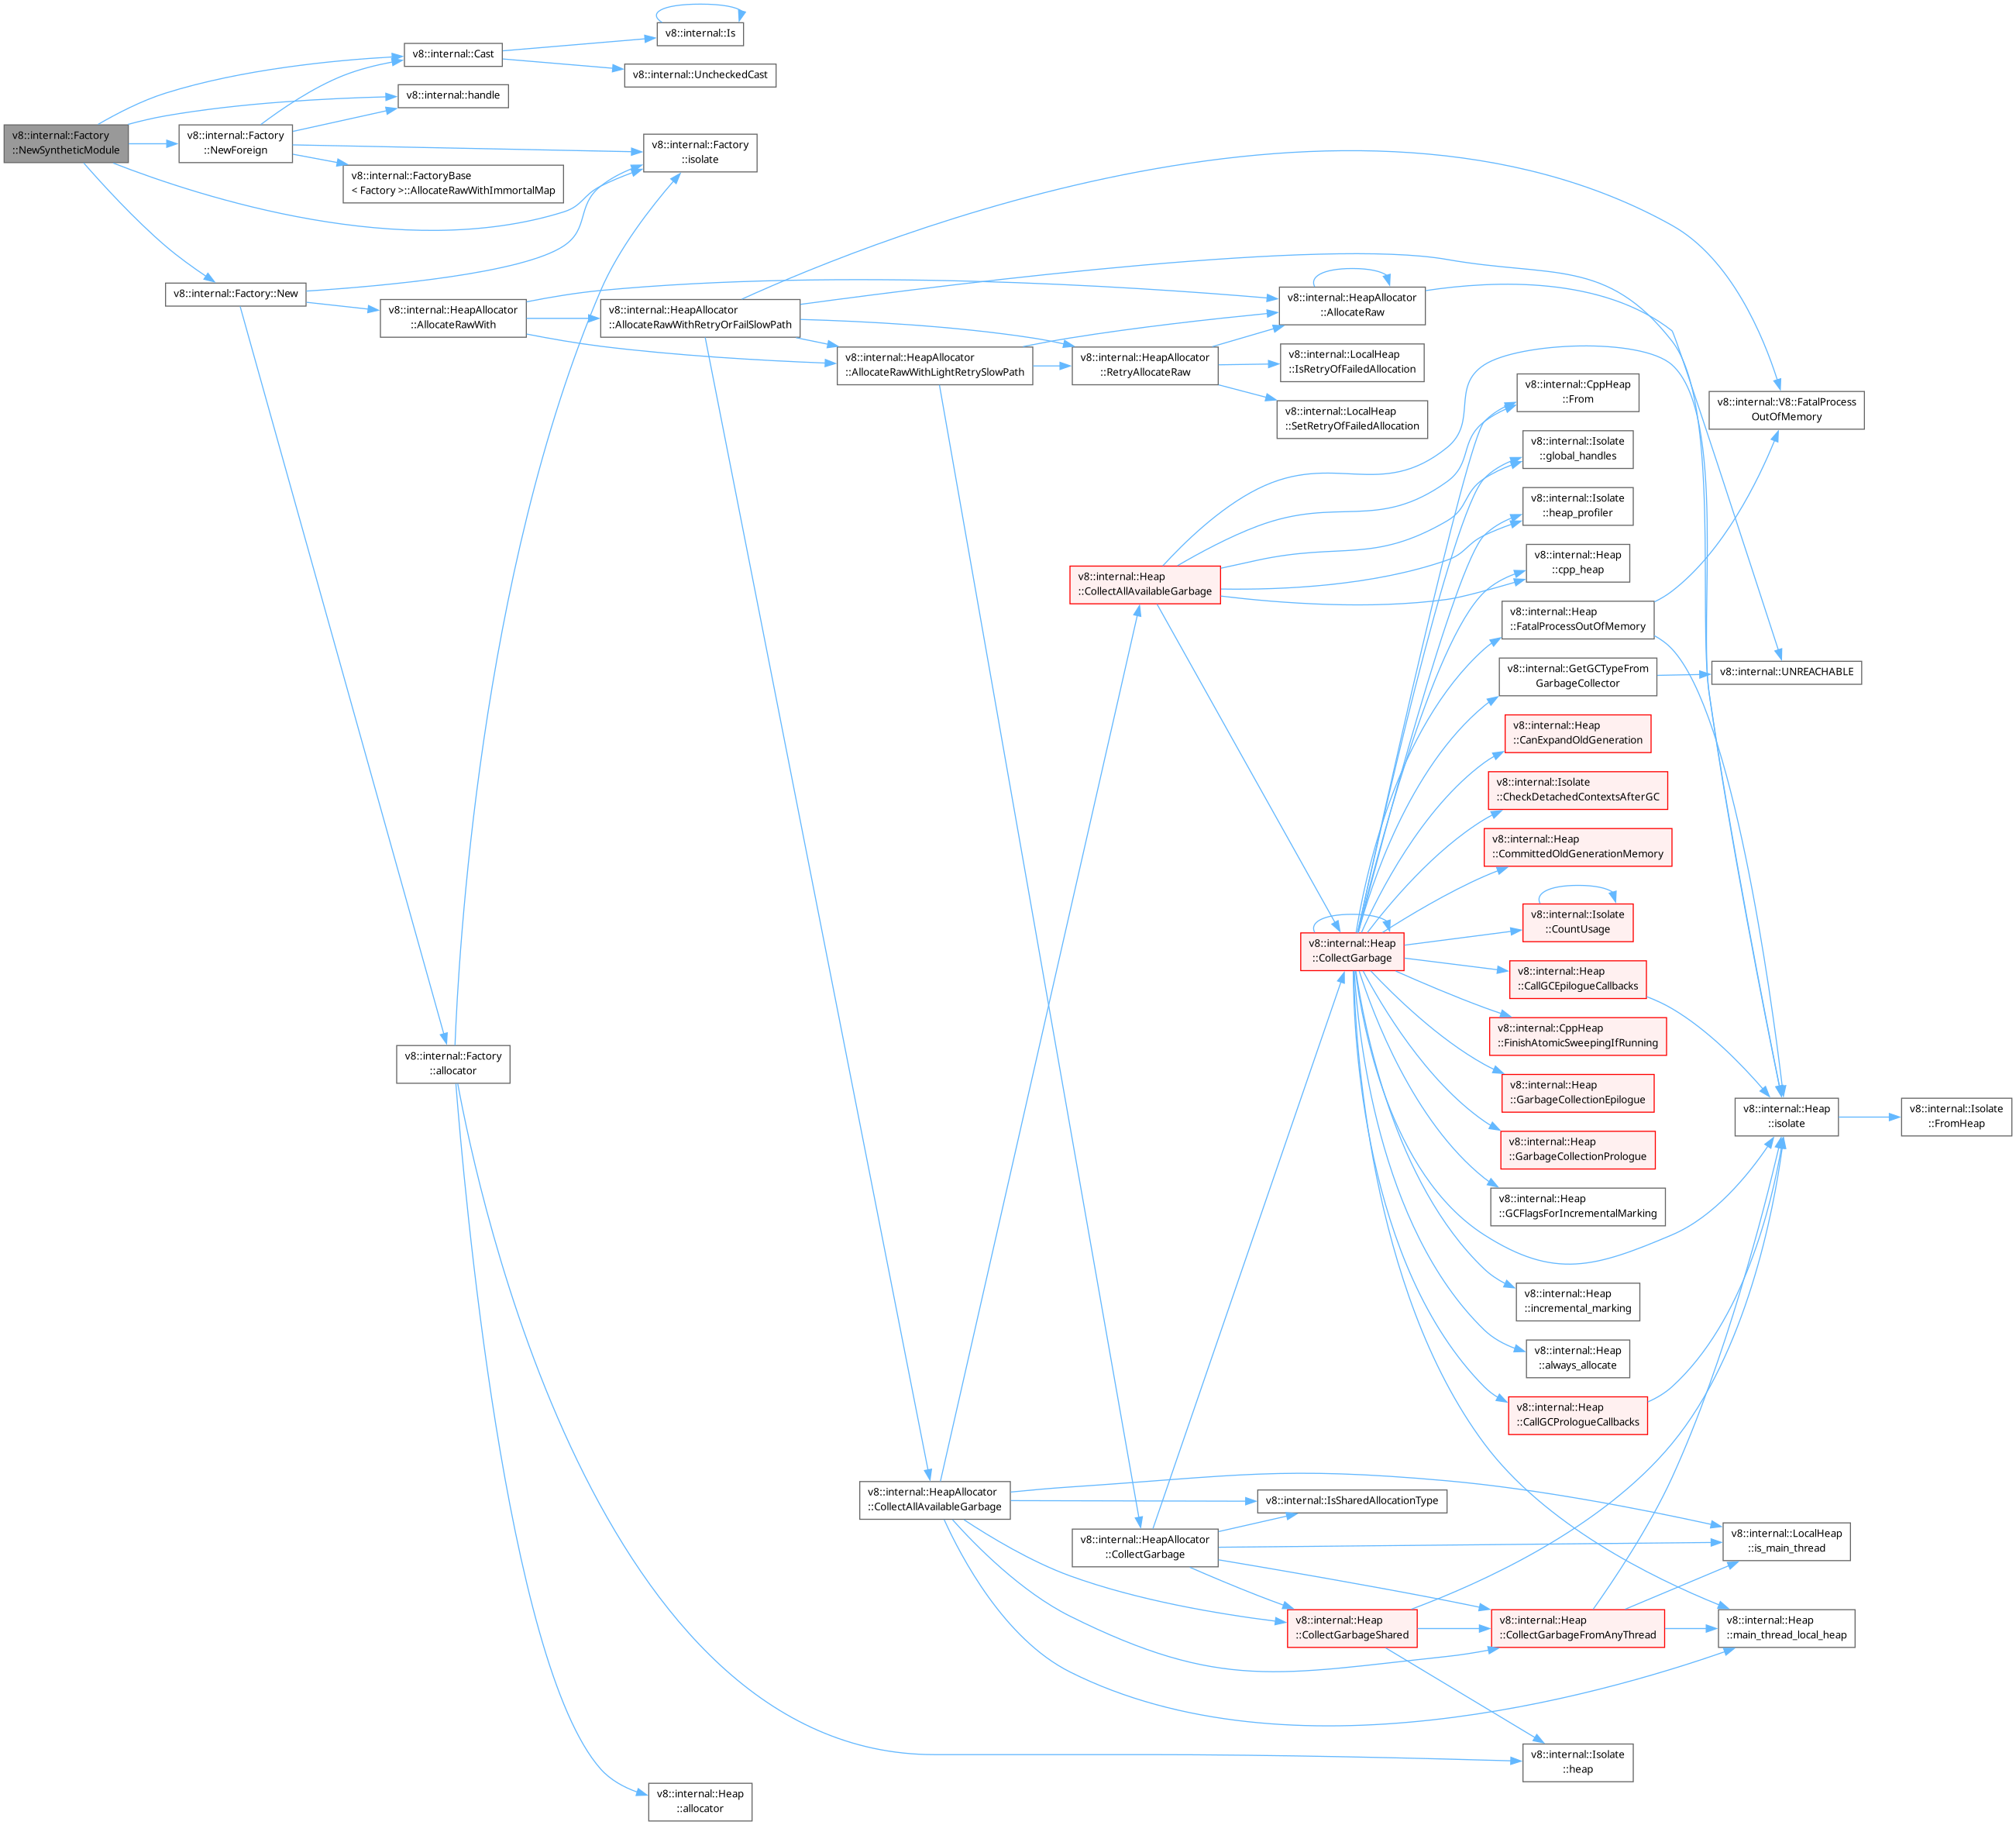 v8::internal::Is
v8::internal::Cast
v8::internal::UncheckedCast
v8::internal::handle
v8::internal::Factory
::NewSyntheticModule
v8::internal::Factory
::NewForeign
v8::internal::Factory
::isolate
v8::internal::FactoryBase
< Factory >::AllocateRawWithImmortalMap
v8::internal::Factory::New
v8::internal::HeapAllocator
::AllocateRawWith
v8::internal::HeapAllocator
::AllocateRawWithRetryOrFailSlowPath
v8::internal::HeapAllocator
::AllocateRaw
v8::internal::HeapAllocator
::AllocateRawWithLightRetrySlowPath
v8::internal::HeapAllocator
::RetryAllocateRaw
v8::internal::LocalHeap
::IsRetryOfFailedAllocation
v8::internal::LocalHeap
::SetRetryOfFailedAllocation
v8::internal::CppHeap
::From
v8::internal::V8::FatalProcess
OutOfMemory
v8::internal::Isolate
::global_handles
v8::internal::Isolate
::heap_profiler
v8::internal::Heap
::cpp_heap
v8::internal::Heap
::CollectAllAvailableGarbage
v8::internal::Heap
::FatalProcessOutOfMemory
v8::internal::GetGCTypeFrom
GarbageCollector
v8::internal::UNREACHABLE
v8::internal::Heap
::CanExpandOldGeneration
v8::internal::Isolate
::CheckDetachedContextsAfterGC
v8::internal::Heap
::CommittedOldGenerationMemory
v8::internal::Isolate
::CountUsage
v8::internal::Heap
::CollectGarbage
v8::internal::Heap
::CallGCEpilogueCallbacks
v8::internal::CppHeap
::FinishAtomicSweepingIfRunning
v8::internal::Factory
::allocator
v8::internal::Heap
::GarbageCollectionEpilogue
v8::internal::Heap
::isolate
v8::internal::Isolate
::FromHeap
v8::internal::Heap
::GarbageCollectionPrologue
v8::internal::Heap
::GCFlagsForIncrementalMarking
v8::internal::Heap
::incremental_marking
v8::internal::Heap
::always_allocate
v8::internal::Heap
::CallGCPrologueCallbacks
v8::internal::HeapAllocator
::CollectAllAvailableGarbage
v8::internal::IsSharedAllocationType
v8::internal::HeapAllocator
::CollectGarbage
v8::internal::LocalHeap
::is_main_thread
v8::internal::Heap
::CollectGarbageShared
v8::internal::Heap
::CollectGarbageFromAnyThread
v8::internal::Heap
::main_thread_local_heap
v8::internal::Isolate
::heap
v8::internal::Heap
::allocator